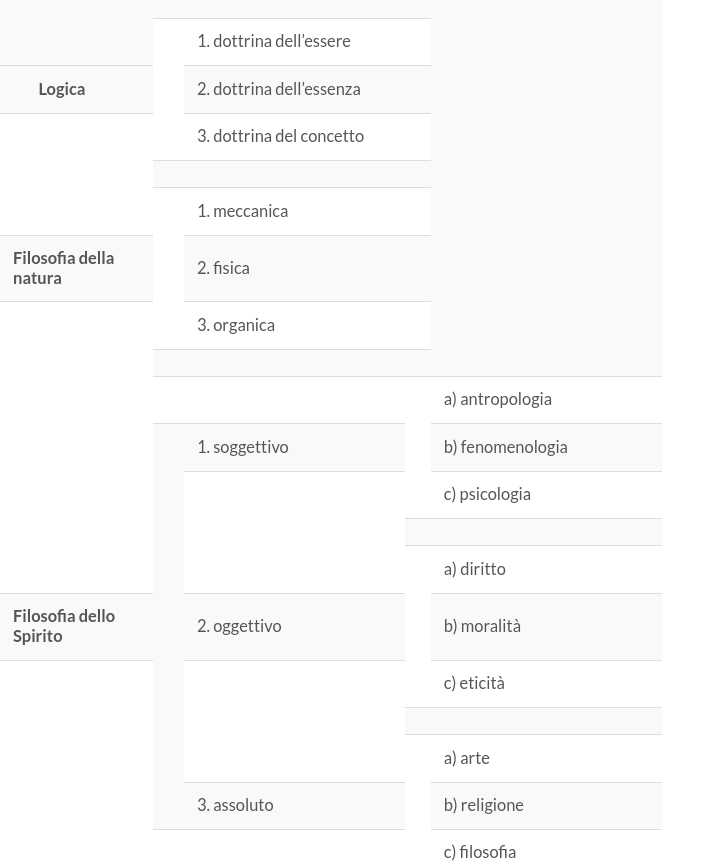 1. dottrina dell’essere
Logica
2. dottrina dell’essenza
3. dottrina del concetto
1. meccanica
Filosofia della
natura
2. fisica
3. organica
a) antropologia
1. soggettivo
b) fenomenologia
c) psicologia
a) diritto
Filosofia dello
Spirito
2. oggettivo
b) moralità
c) eticità
a) arte
3. assoluto
b) religione
c) filosofia